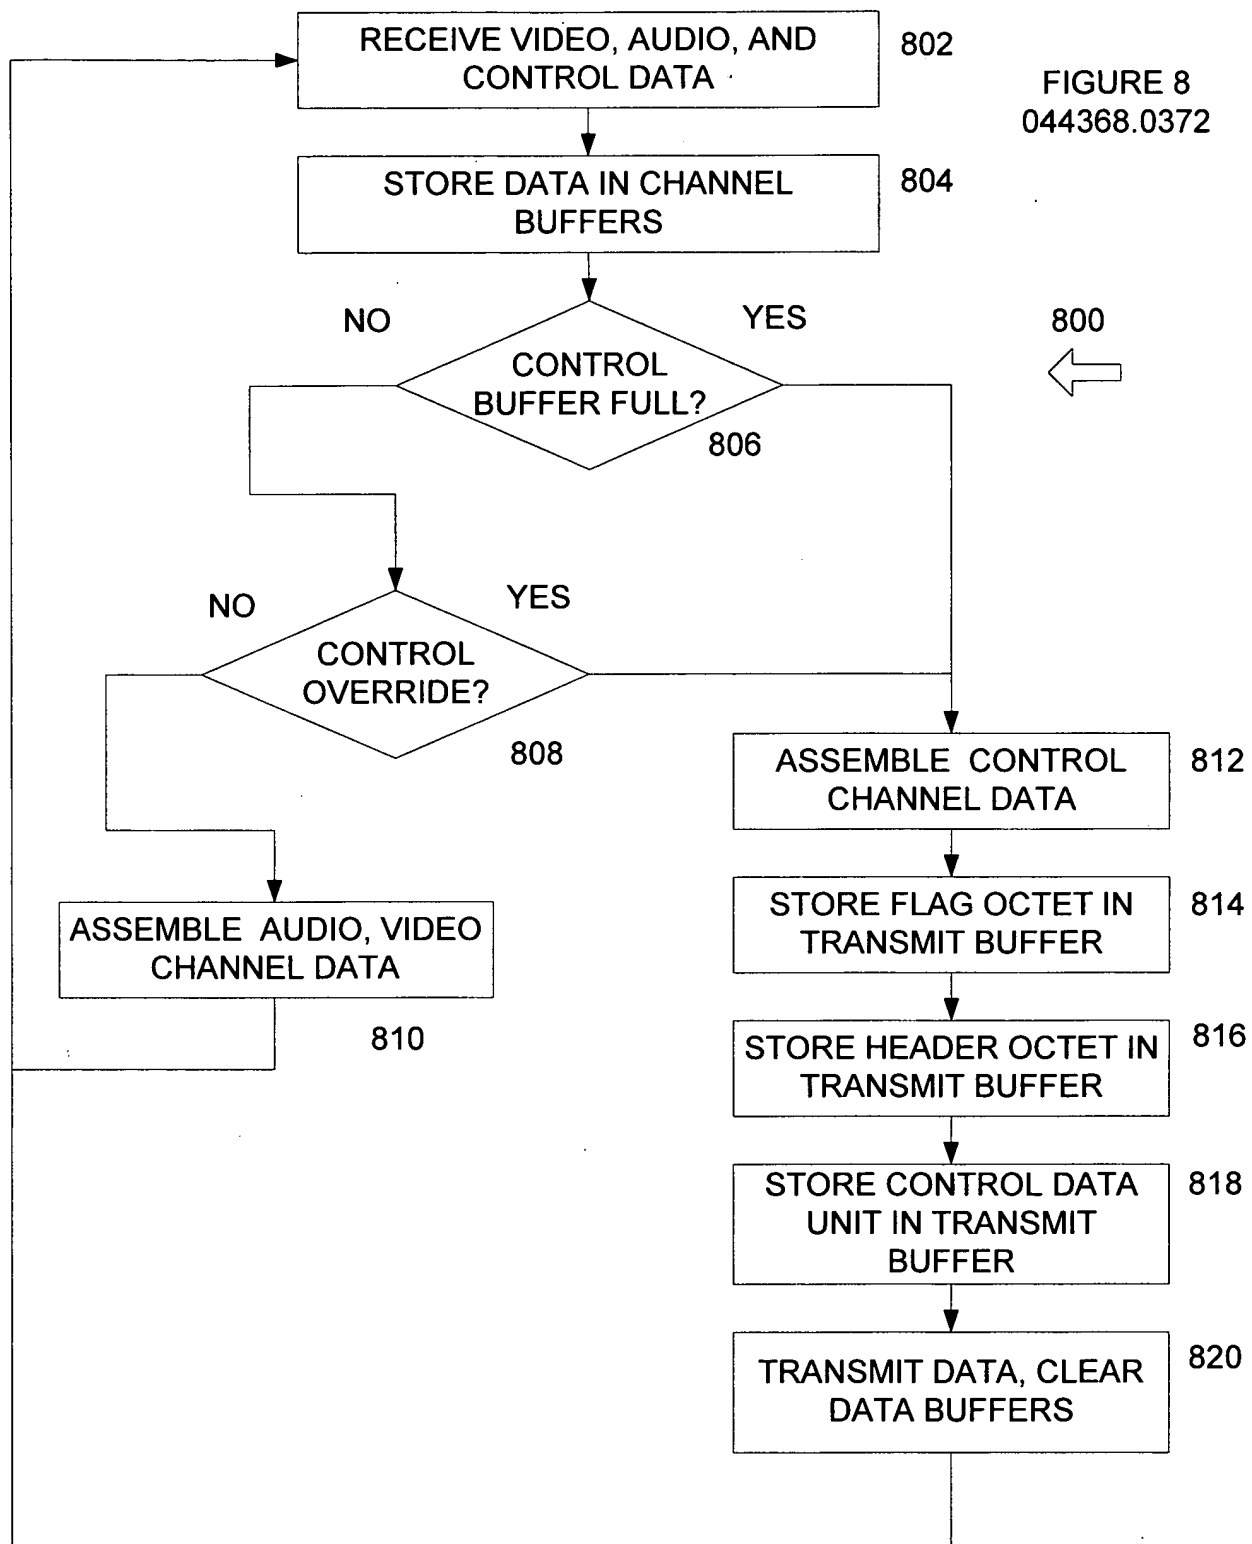 RECEIVE VIDEO, AUDIO, AND
CONTROL DATA
802
FIGURE 8
044368.0372
STORE DATA IN CHANNEL
BUFFERS
804
NO
YES
800
CONTROL
BUFFER FULL?
806
NO
YES
CONTROL
OVERRIDE?
808
ASSEMBLE CONTROL
CHANNEL DATA
812
STORE FLAG OCTET IN
TRANSMIT BUFFER
814
ASSEMBLE AUDIO, VIDEO
CHANNEL DATA
810
STORE HEADER OCTET IN
TRANSMIT BUFFER
816
STORE CONTROL DATA
UNIT IN TRANSMIT
BUFFER
818
TRANSMIT DATA, CLEAR
DATA BUFFERS
820